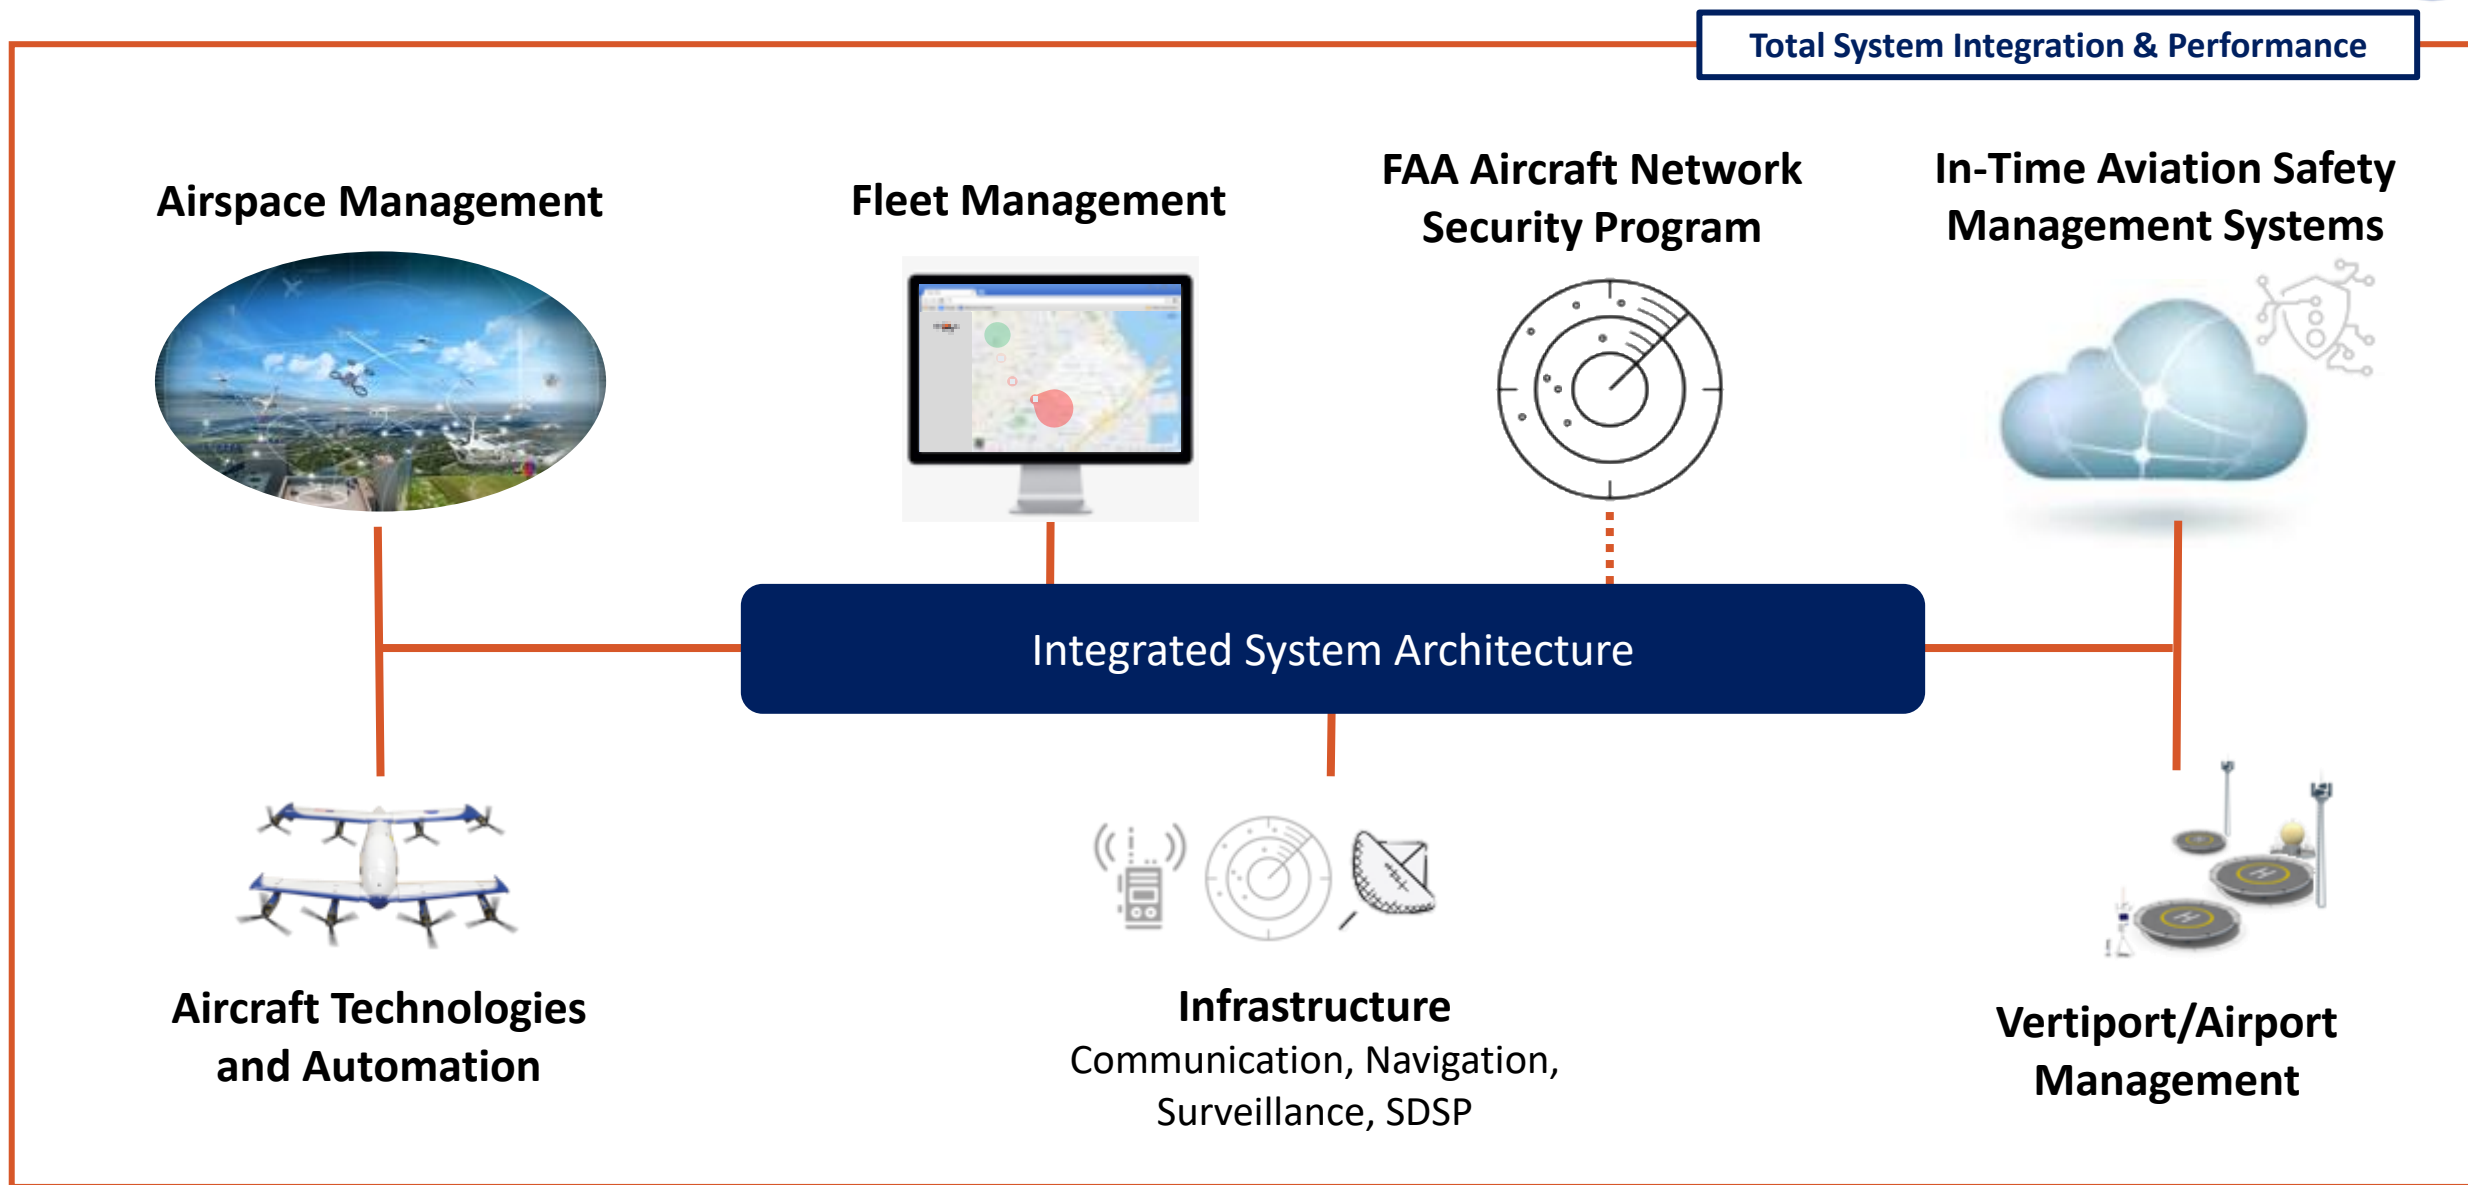 Total System Integration & Performance
Airspace Management
Fleet Management
FAA Aircraft Network
Security Program
In-Time Aviation Safety
Management Systems
Integrated System Architecture
Aircraft Technologies
and Automation
Infrastructure
Communication, Navigation,
Surveillance, SDSP
Vertiport/Airport
Management